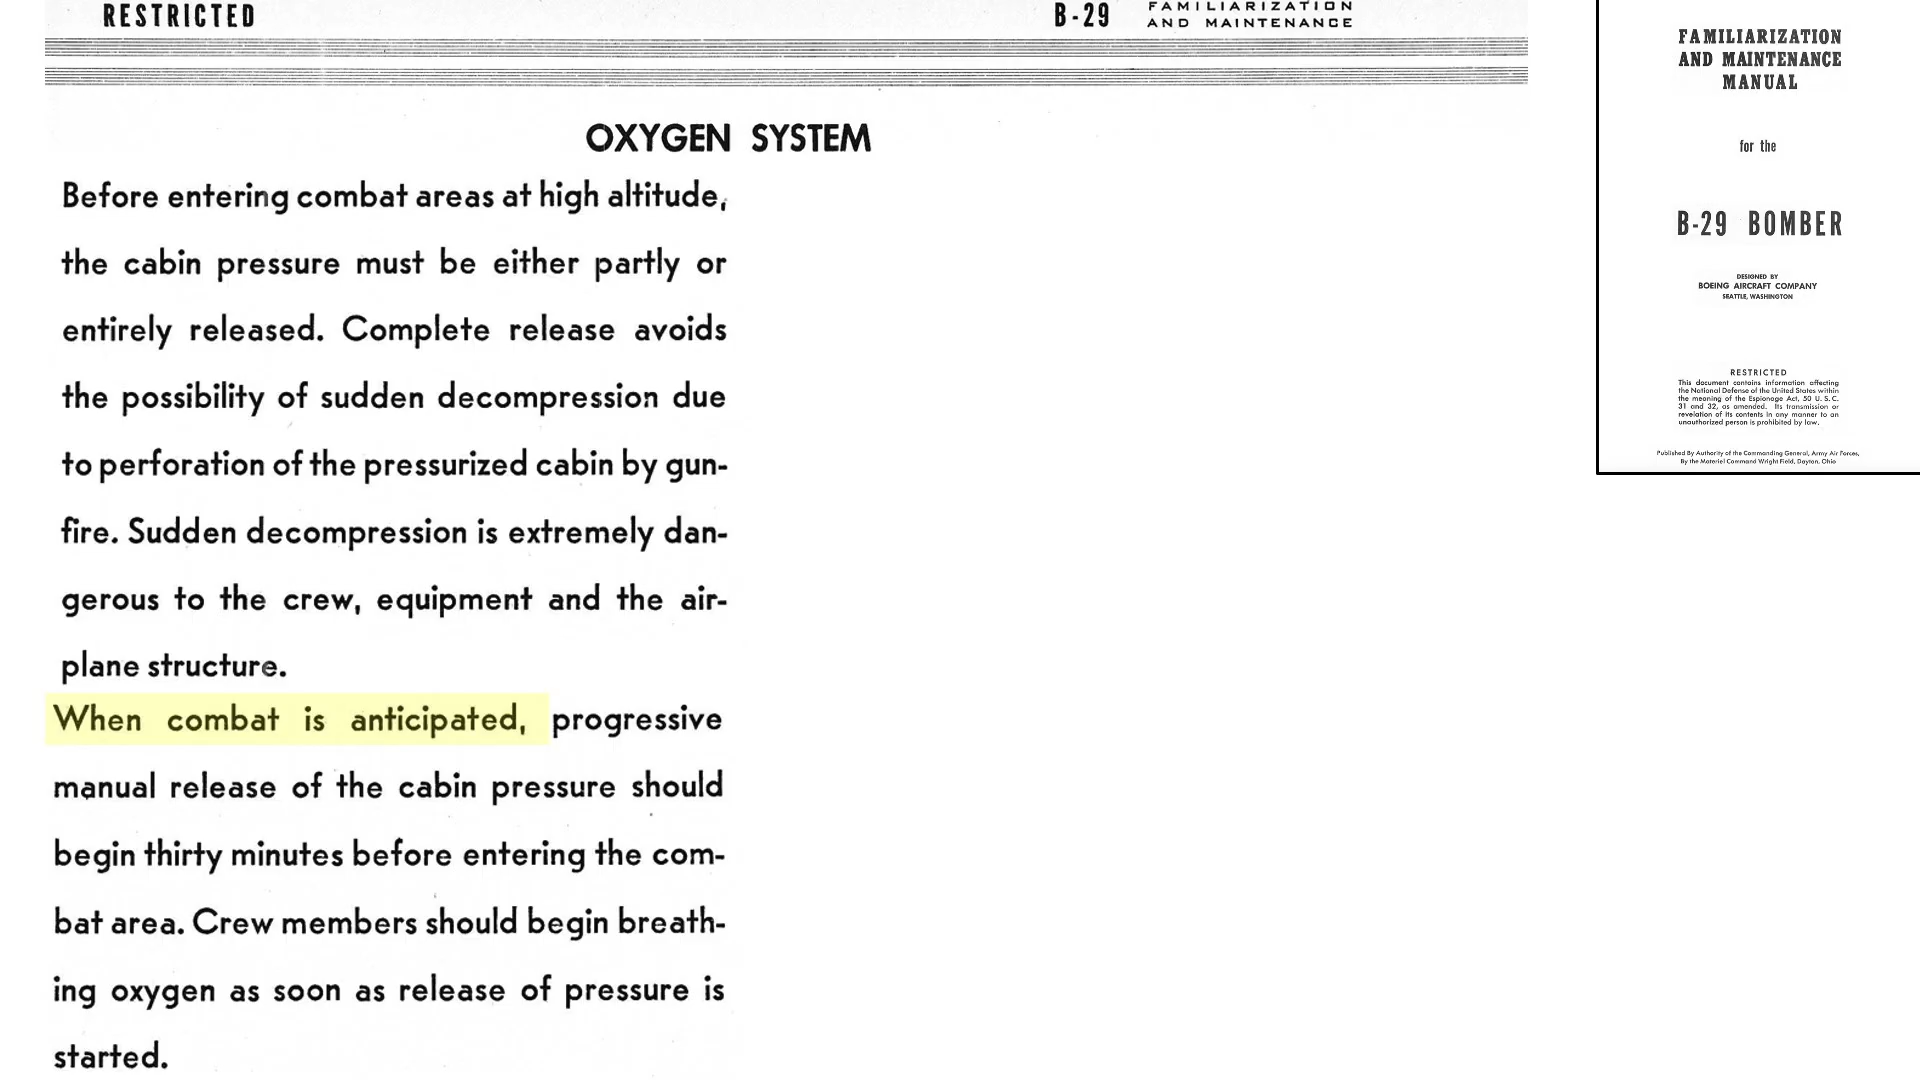 RESTRICTED
B-29 FAMILIARIZATION
AND MAINTENANCE
OXYGEN SYSTEM
Before entering combat areas at high altitude,
the cabin pressure must be either partly or
entirely released. Complete release avoids
the possibility of sudden decompression due
to perforation of the pressurized cabin by gun-
fire. Sudden decompression is extremely dan-
gerous to the crew, equipment and the air-
plane structure.
When combat is anticipated, progressive
manual release of the cabin pressure should
begin thirty minutes before entering the com-
bat area. Crew members should begin breath-
ing oxygen as soon as release of pressure is
started.
FAMILIARIZATION
AND MAINTENANCE
MANUAL
for the
B-29 BOMBER
DESIGNED BY
BOEING AIRCRAFT COMPANY
SEATTLE, WASHINGTON
RESTRICTED
This document contains information affecting
the National Defense of the United States within
the meaning of the Espionage Act, 50 U.S.C.
31 and 32, as amended. Its transmission or
revelation of its contents in any manner to an
unauthorized person is prohibited by law.
Published By Authority of the Commanding General, Army Air Forces,
By the Materiel Command Wright Field, Dayton, Ohio